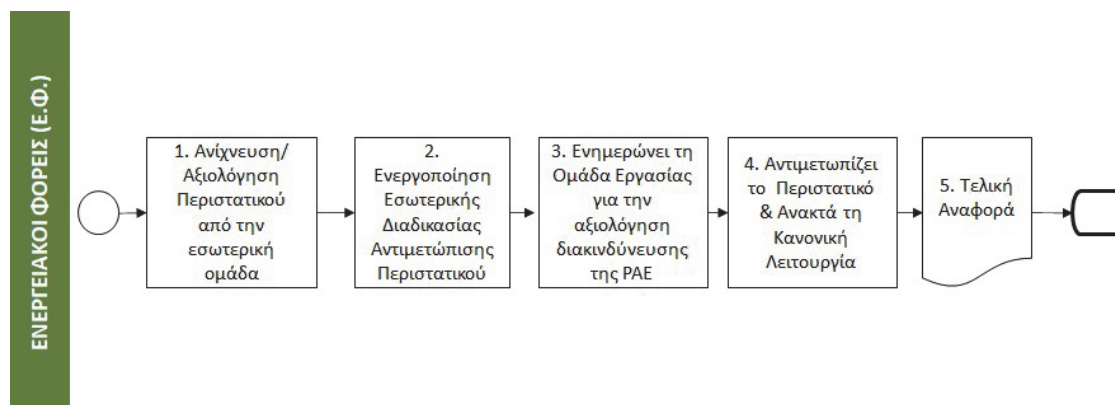 ΕΝΕΡΓΕΙΑΚΟΙ ΦΟΡΕΙΣ (Ε.Φ.)
1. Ανίχνευση/
Αξιολόγηση
Περιστατικού
από την
εσωτερική
ομάδα
2.
Ενεργοποίηση
Εσωτερικής
Διαδικασίας
Αντιμετώπισης
Περιστατικού
3. Ενημερώνει τη
Ομάδα Εργασίας
για την
αξιολόγηση
διακινδύνευσης
της ΡΑΕ
4. Αντιμετωπίζει
το Περιστατικό
& Ανακτά τη
Κανονική
Λειτουργία
5. Τελική
Αναφορά